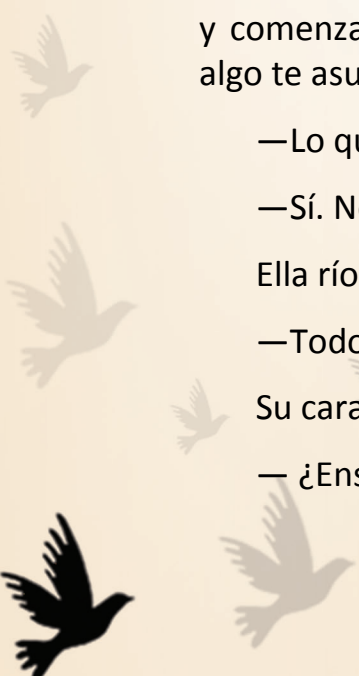 y comenza
algo te asu
—Lo qu
—Sí. N
Ella río
—Todo
Su cara
— ¿Ens